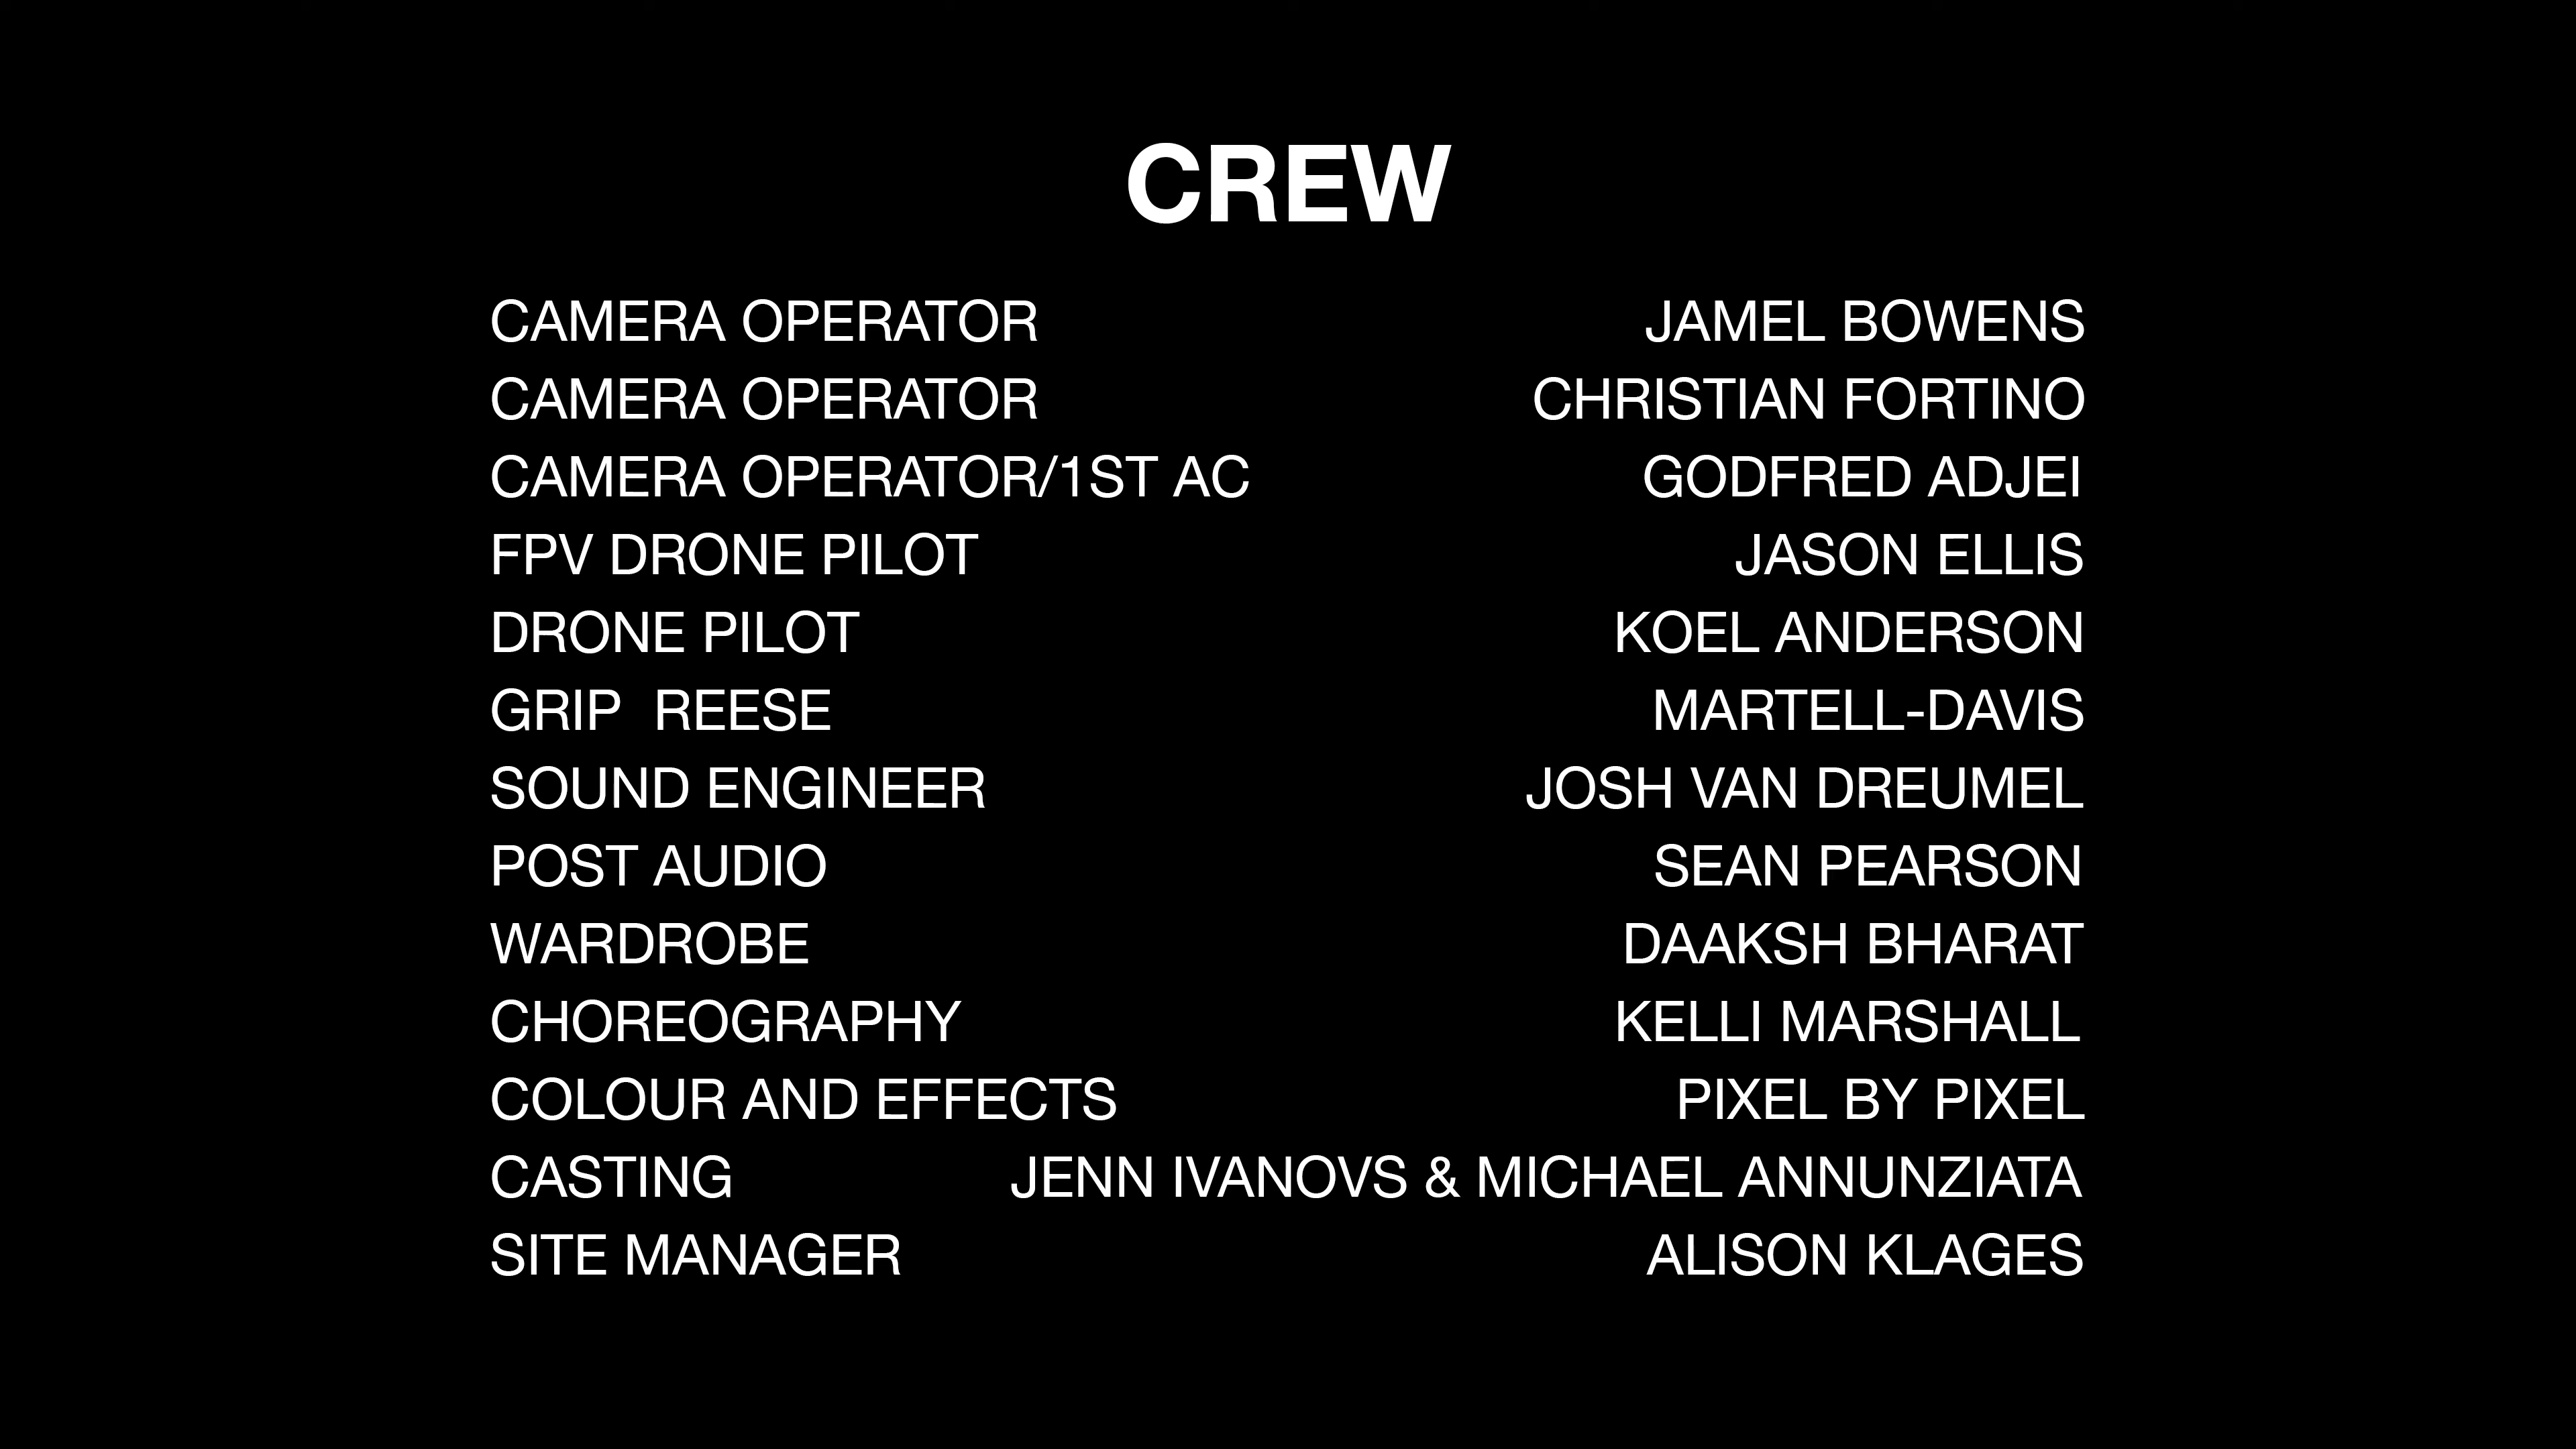 CREW
CAMERA OPERATOR JAMEL BOWENS
CAMERA OPERATOR CHRISTIAN FORTINO
CAMERA OPERATOR/1ST AC GODFRED ADJEI
FPV DRONE PILOT JASON ELLIS
DRONE PILOT KOEL ANDERSON
GRIP  REESE MARTELL-DAVIS
SOUND ENGINEER JOSH VAN DREUMEL
POST AUDIO SEAN PEARSON
WARDROBE DAAKSH BHARAT
CHOREOGRAPHY KELLI MARSHALL
COLOUR AND EFFECTS PIXEL BY PIXEL
CASTING JENN IVANOVS & MICHAEL ANNUNZIATA
SITE MANAGER ALISON KLAGES